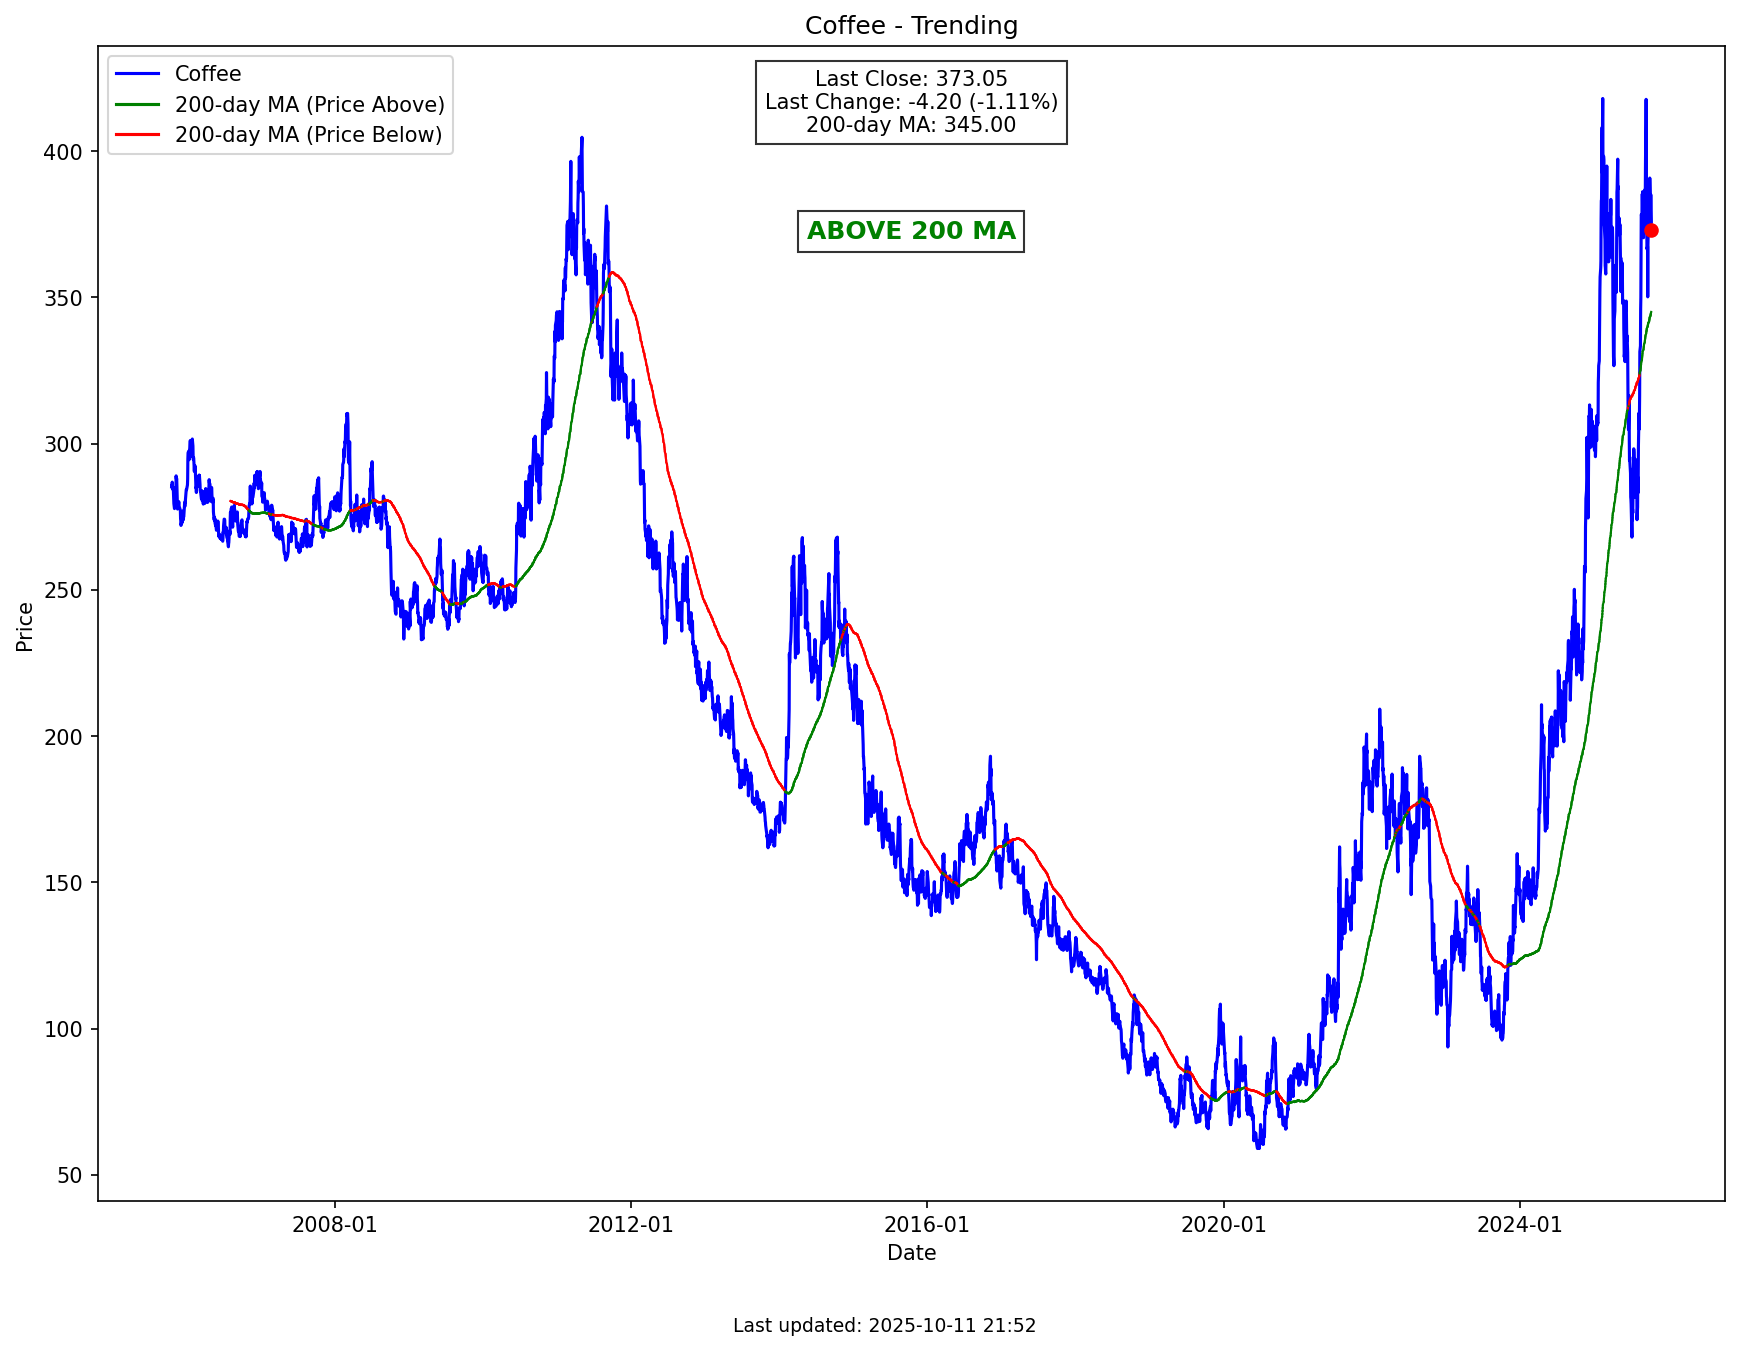 Coffee - Trending
Coffee
200-day MA (Price Above)
200-day MA (Price Below)
Last Close: 373.05
Last Change: -4.20 (-1.11%)
200-day MA: 345.00
ABOVE 200 MA
Price
400
350
300
250
200
150
100
50
2008-01
2012-01
2016-01
2020-01
2024-01
Date
Last updated: 2025-10-11 21:52